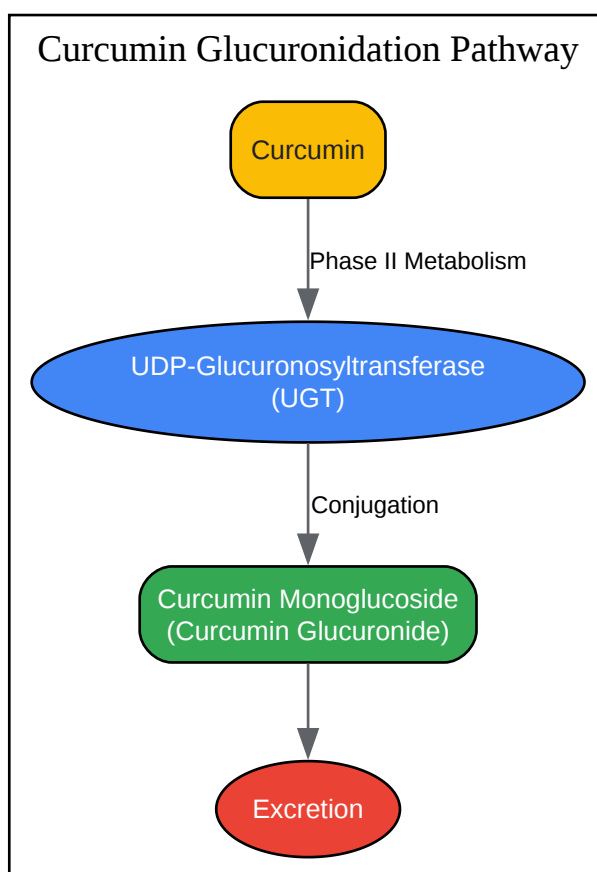 Curcumin Glucuronidation Pathway
Curcumin
Phase II Metabolism
UDP-Glucuronosyltransferase
(UGT)
Conjugation
Curcumin Monoglucoside
(Curcumin Glucuronide)
Excretion